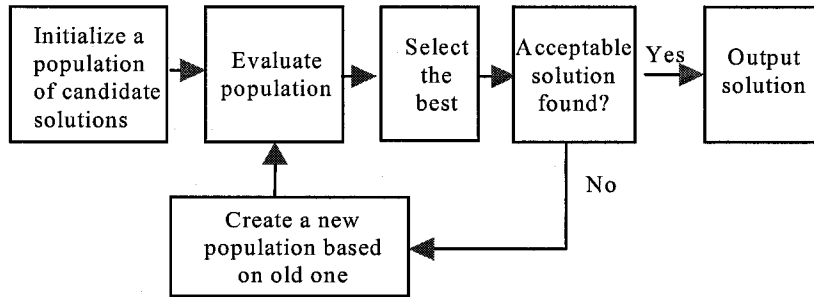 Initialize a
population
of candidate
solutions
Evaluate
population
Select
the
best
Acceptable
solution
found?
Yes
Output
solution
No
Create a new
population based
on old one